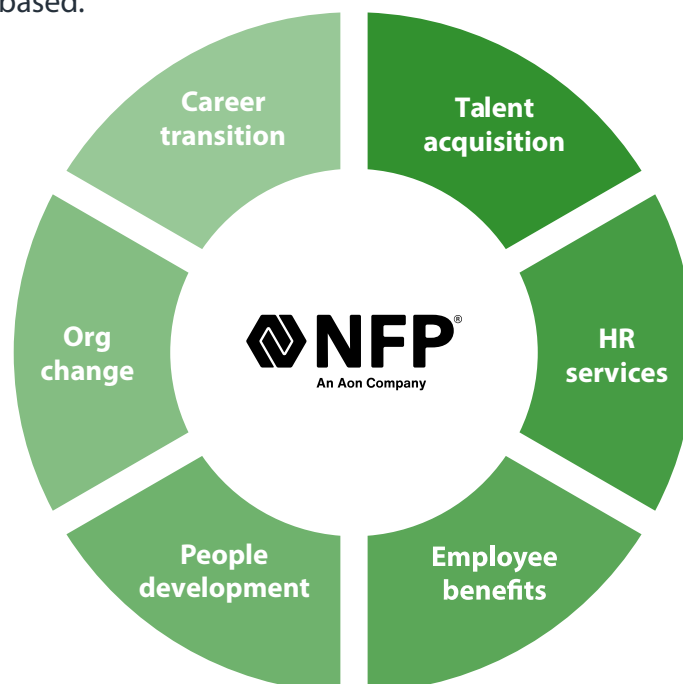 based.
Career
transition
Talent
acquisition
Org
change
NFP®
An Aon Company
HR
services
People
development
Employee
benefits